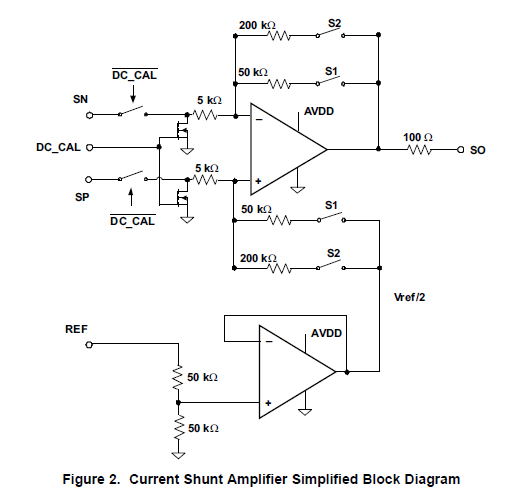 200 kΩ S2
DC_CAL 50 kΩ S1
SN 5 kΩ AVDD
−
100 Ω
DC_CAL SO
5 kΩ
+
SP 50 kΩ S1
DC_CAL
200 kΩ S2
Vref/2
REF AVDD
−
50 kΩ
+
50 kΩ
Figure 2. Current Shunt Amplifier Simplified Block Diagram